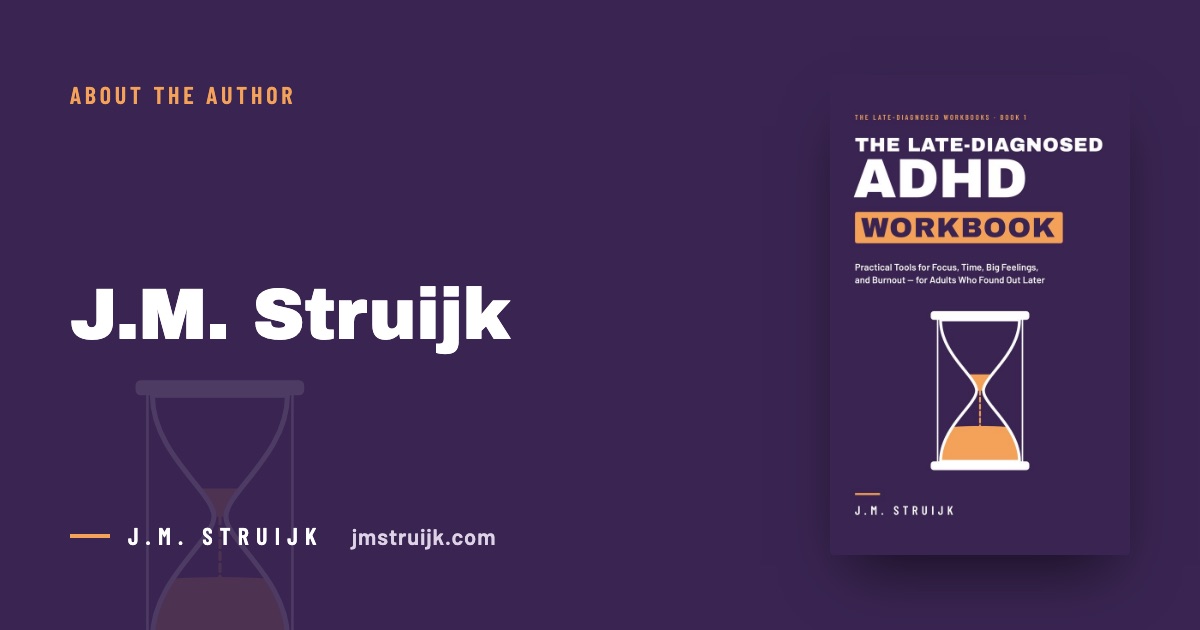 ABOUT THE AUTHOR
J.M. Struijk
J.M. STRUIJK jmstruijk.com
THE LATE-DIAGNOSED WORKBOOKS · BOOK 1
THE LATE-DIAGNOSED
ADHD
WORKBOOK
Practical Tools for Focus, Time, Big Feelings,
and Burnout — for Adults Who Found Out Later
J.M. STRUIJK